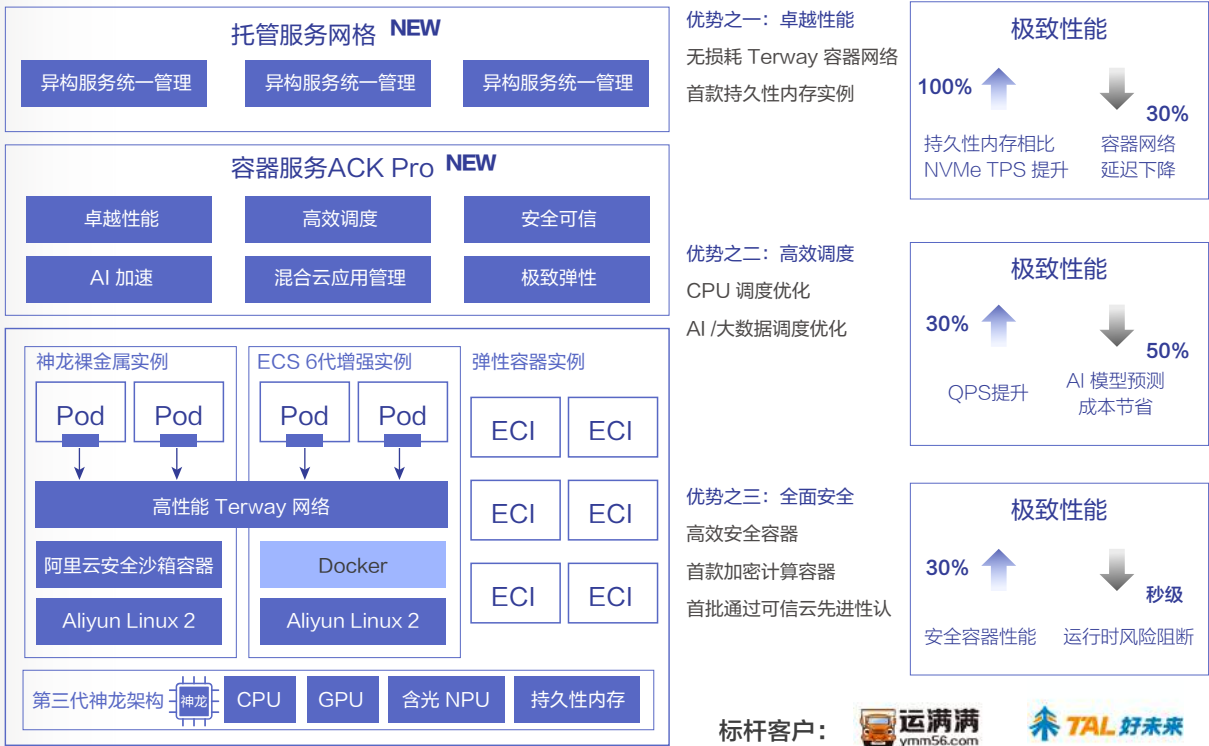 托管服务网格 NEW
异构服务统一管理
异构服务统一管理
异构服务统一管理
容器服务ACK Pro NEW
卓越性能
高效调度
安全可信
AI 加速
混合云应用管理
极致弹性
神龙裸金属实例
ECS 6代增强实例
弹性容器实例
Pod
Pod
Pod
Pod
ECI
ECI
高性能 Terway 网络
ECI
ECI
阿里云安全沙箱容器
Docker
Aliyun Linux 2
Aliyun Linux 2
ECI
ECI
第三代神龙架构
神龙
CPU
GPU
含光 NPU
持久性内存
优势之一：卓越性能
无损耗 Terway 容器网络
首款持久性内存实例
极致性能
100%
30%
持久性内存相比
NVMe TPS 提升
容器网络
延迟下降
优势之二：高效调度
CPU 调度优化
AI /大数据调度优化
极致性能
30%
50%
QPS提升
AI 模型预测
成本节省
优势之三：全面安全
高效安全容器
首款加密计算容器
首批通过可信云先进性认
极致性能
30%
秒级
安全容器性能
运行时风险阻断
标杆客户：
运满满
ymm56.com
TAL 好未来